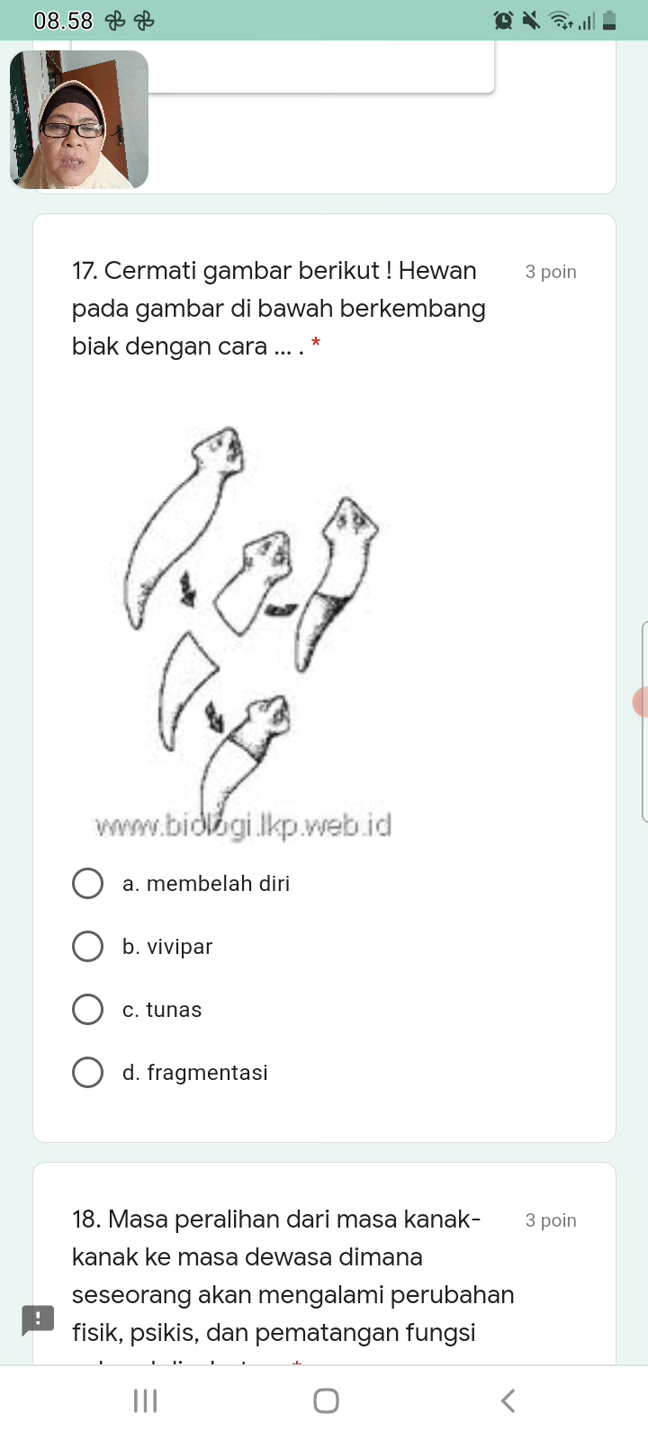 08.58
17. Cermati gambar berikut ! Hewan
3 poin
pada gambar di bawah berkembang
biak dengan cara ... . *
www.biologi.lkp.web.id
a. membelah diri
b. vivipar
c. tunas
d. fragmentasi
18. Masa peralihan dari masa kanak-
3 poin
kanak ke masa dewasa dimana
seseorang akan mengalami perubahan
fisik, psikis, dan pematangan fungsi